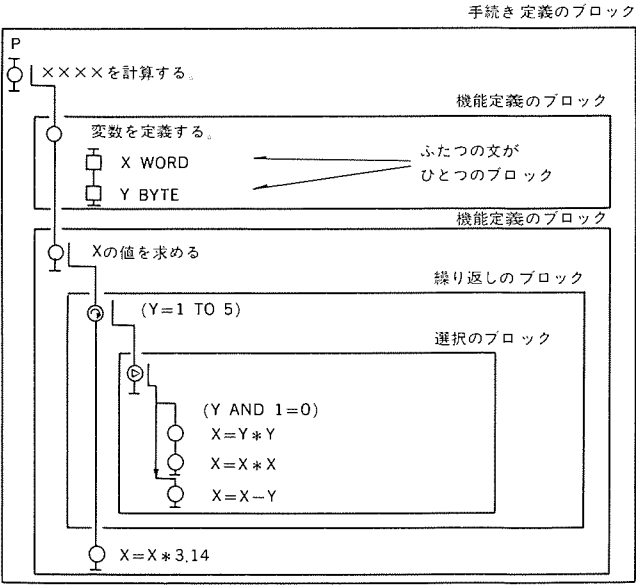 手続き定義のブロック
P
××××を計算する。
機能定義のブロック
変数を定義する。
X WORD
ふたつの文が
ひとつのブロック
Y BYTE
機能定義のブロック
Xの値を求める
繰り返しのブロック
(Y=1 TO 5)
選択のブロック
(Y AND 1=0)
X=Y*Y
X=X*X
X=X-Y
X=X*3.14